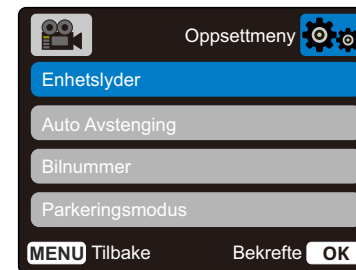 Oppsettmeny
Enhetslyder
Auto Avstenging
Bilnummer
Parkeringsmodus
MENU Tilbake Bekrefte OK